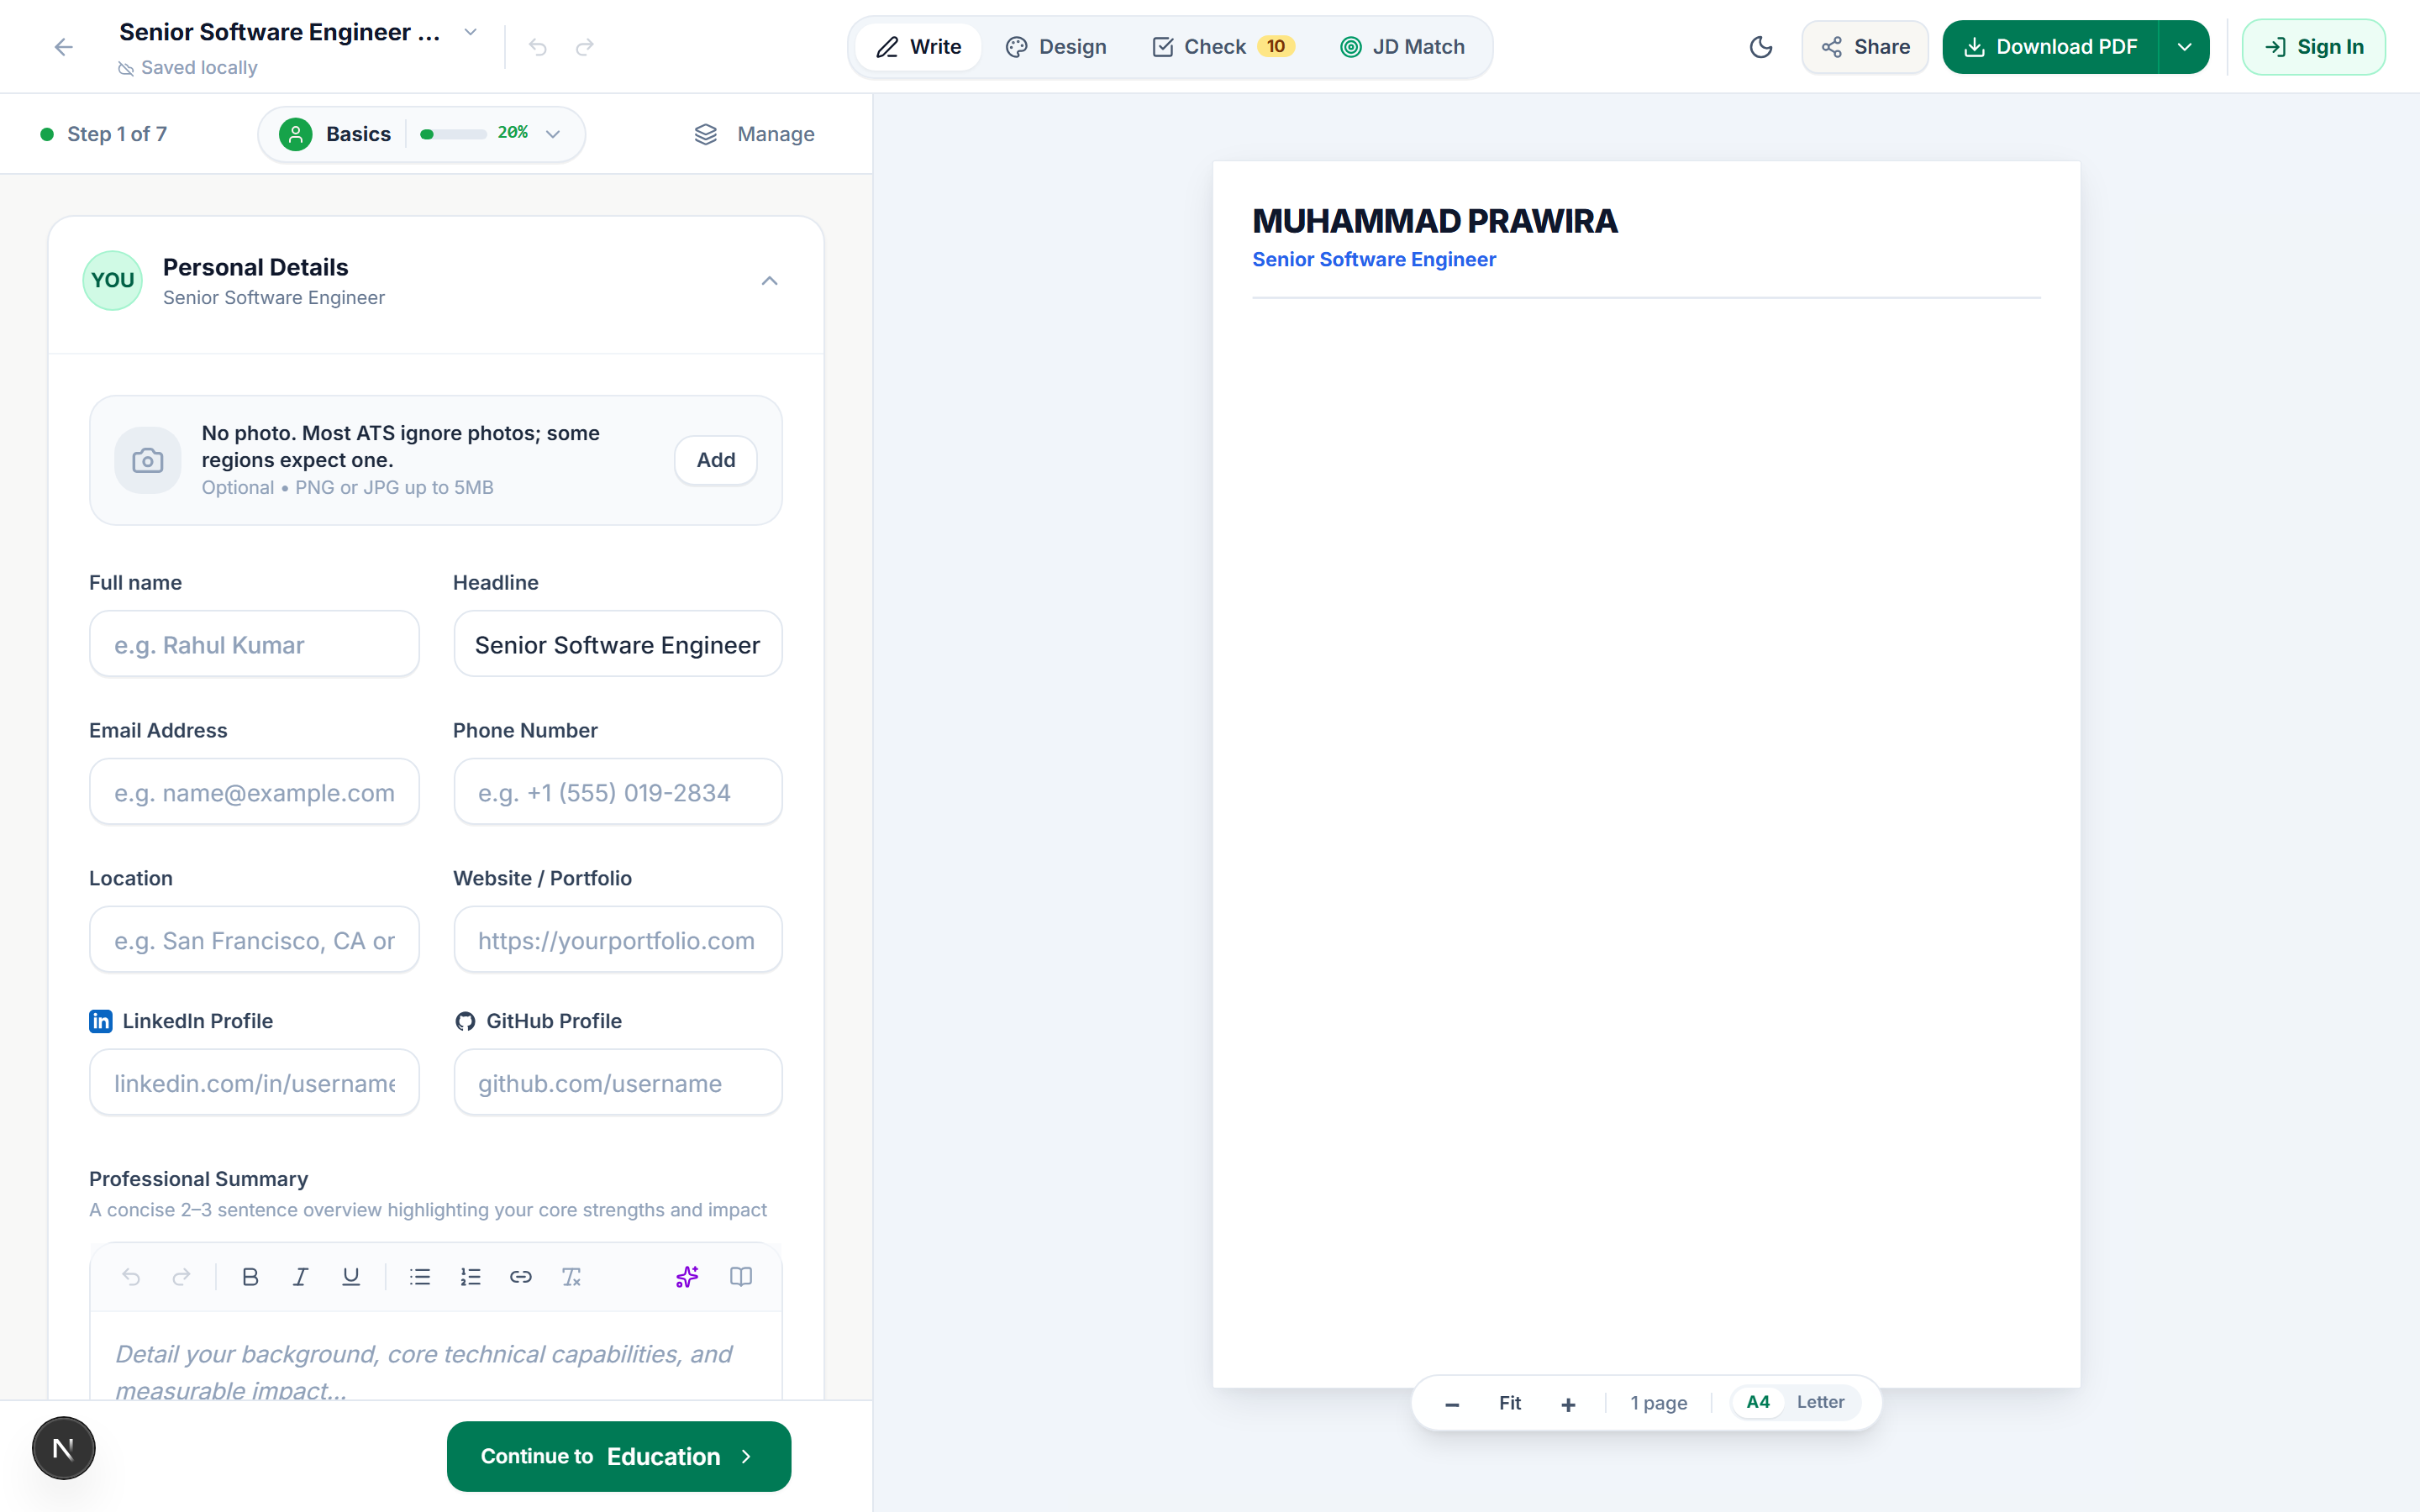 Senior Software Engineer ...
Saved locally
Write
Design
Check 10
JD Match
Share
Download PDF
Sign In
Step 1 of 7
Basics
20%
Manage
YOU
Personal Details
Senior Software Engineer
No photo. Most ATS ignore photos; some
regions expect one.
Optional • PNG or JPG up to 5MB
Add
Full name
Headline
e.g. Rahul Kumar
Senior Software Engineer
Email Address
Phone Number
e.g. name@example.com
e.g. +1 (555) 019-2834
Location
Website / Portfolio
e.g. San Francisco, CA or
https://yourportfolio.com
in LinkedIn Profile
GitHub Profile
linkedin.com/in/username
github.com/username
Professional Summary
A concise 2–3 sentence overview highlighting your core strengths and impact
Detail your background, core technical capabilities, and
measurable impact...
N
Continue to Education
MUHAMMAD PRAWIRA
Senior Software Engineer
− Fit + 1 page A4 Letter